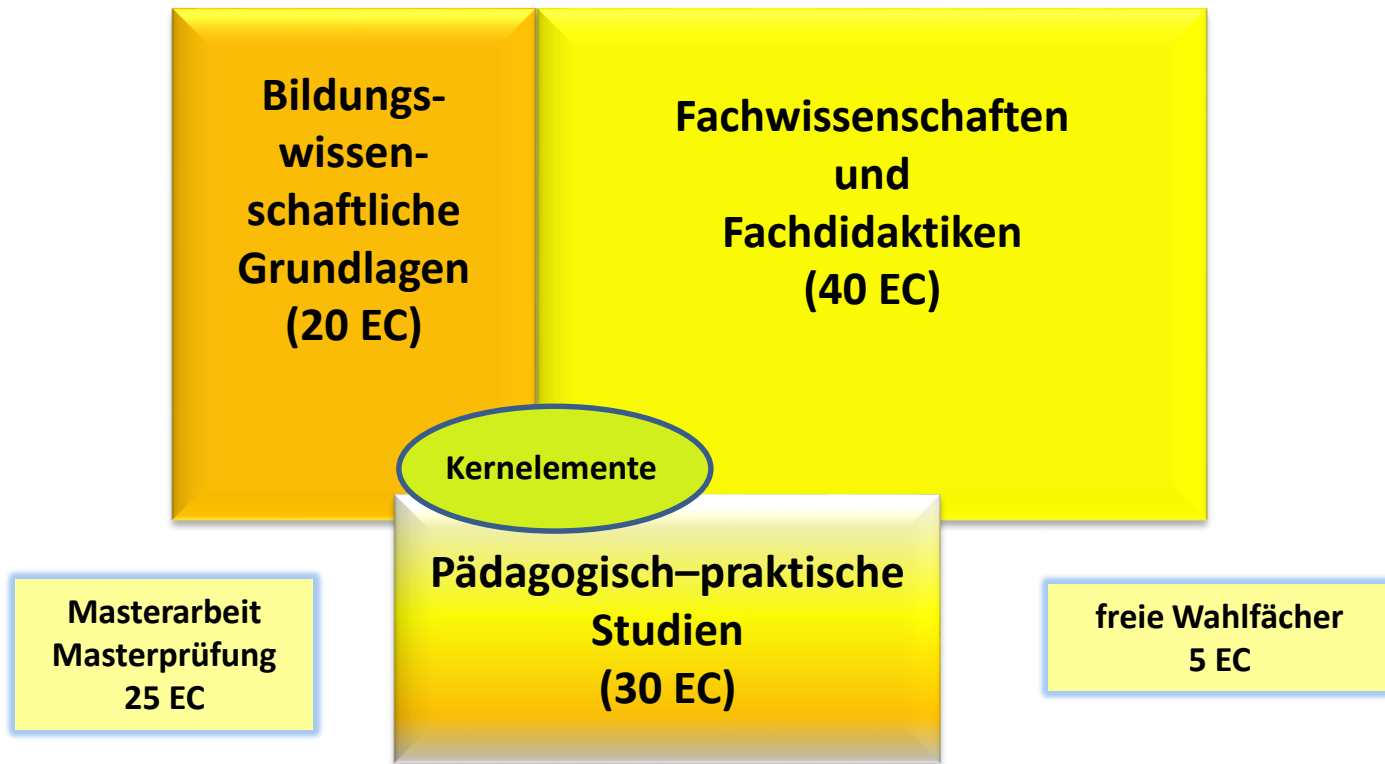 Bildungs-
wissen-
schaftliche
Grundlagen
(20 EC)
Fachwissenschaften
und
Fachdidaktiken
(40 EC)
Kernelemente
Pädagogisch–praktische
Studien
(30 EC)
Masterarbeit
Masterprüfung
25 EC
freie Wahlfächer
5 EC